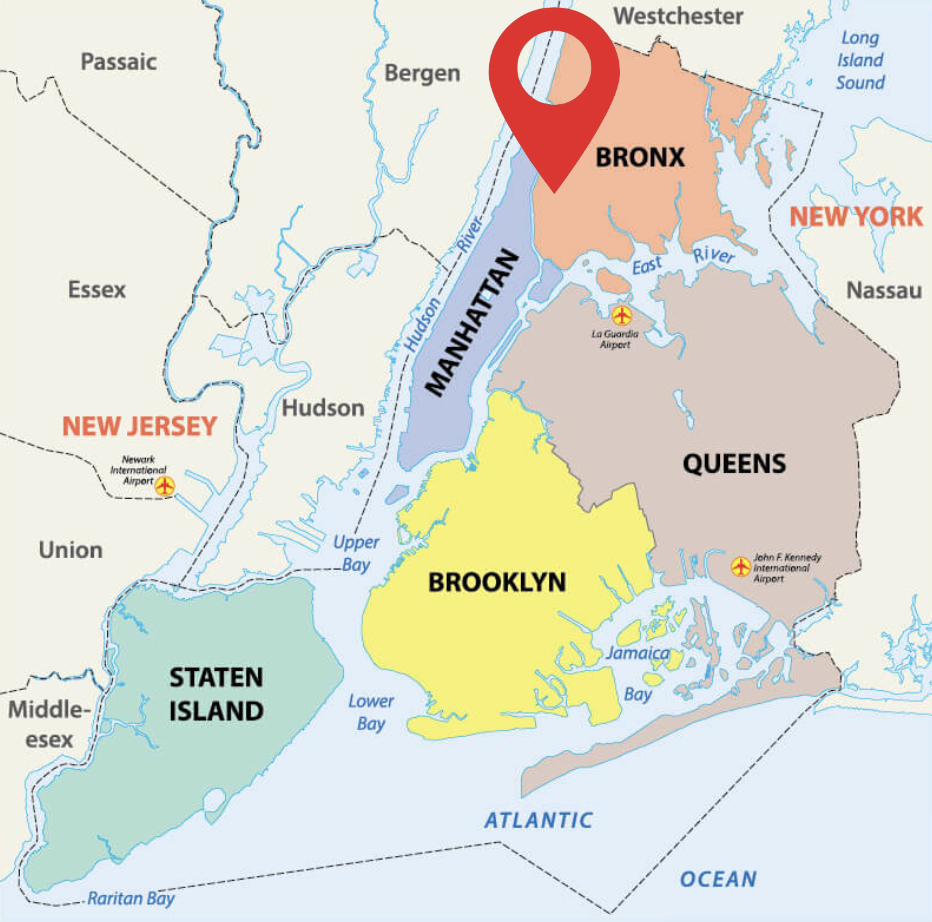 Westchester
Passaic
Bergen
Long
Island
Sound
BRONX
NEW YORK
Hudson River
East River
Essex
MANHATTAN
Nassau
La Guardia
Airport
Hudson
NEW JERSEY
Newark
International
Airport
QUEENS
Union
Upper
Bay
BROOKLYN
John F. Kennedy
International
Airport
Jamaica
Bay
STATEN
ISLAND
Lower
Bay
Middle-
esex
ATLANTIC
OCEAN
Raritan Bay